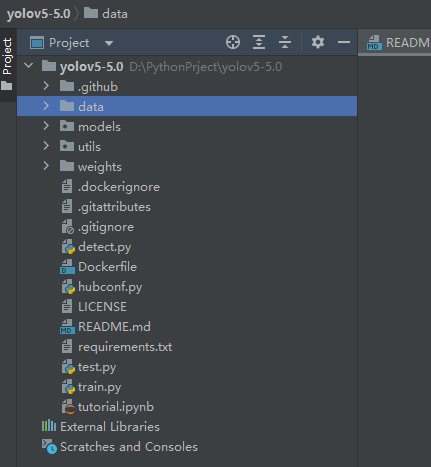 yolov5-5.0 data
Project
Project
README
yolov5-5.0 D:\PythonPrject\yolov5-5.0
.github
data
models
utils
weights
.dockerignore
.gitattributes
.gitignore
detect.py
Dockerfile
hubconf.py
LICENSE
README.md
requirements.txt
test.py
train.py
tutorial.ipynb
External Libraries
Scratches and Consoles